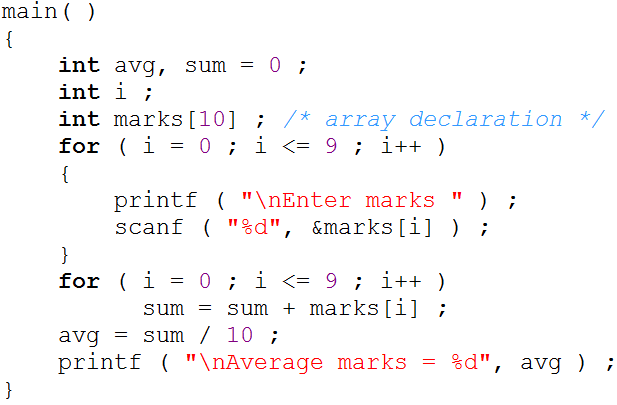 main( )
{
    int avg, sum = 0 ;
    int i ;
    int marks[10] ; /* array declaration */
    for ( i = 0 ; i <= 9 ; i++ )
    {
        printf ( "\nEnter marks " ) ;
        scanf ( "%d", &marks[i] ) ;
    }
    for ( i = 0 ; i <= 9 ; i++ )
          sum = sum + marks[i] ;
    avg = sum / 10 ;
    printf ( "\nAverage marks = %d", avg ) ;
}